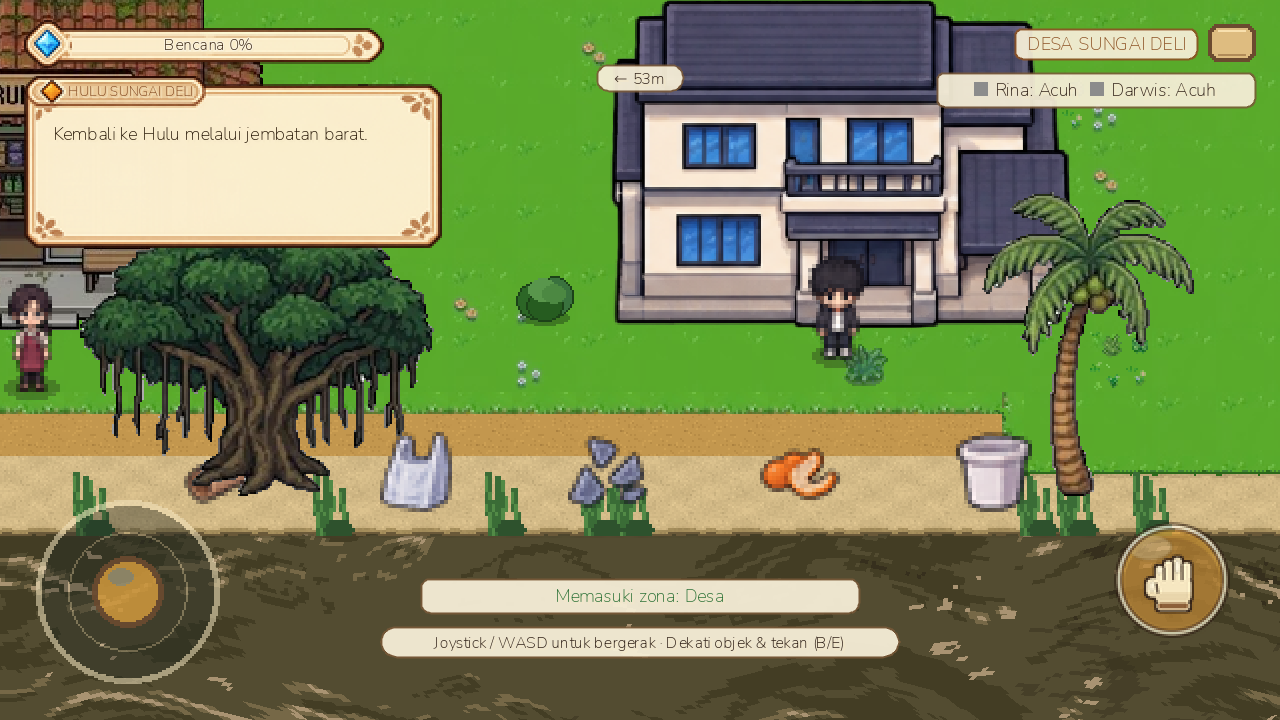 Bencana 0%
DESA SUNGAI DELI
← 53m
HULU SUNGAI DELI
Rina: Acuh
Darwis: Acuh
Kembali ke Hulu melalui jembatan barat.
Memasuki zona: Desa
Joystick / WASD untuk bergerak · Dekati objek & tekan (B/E)